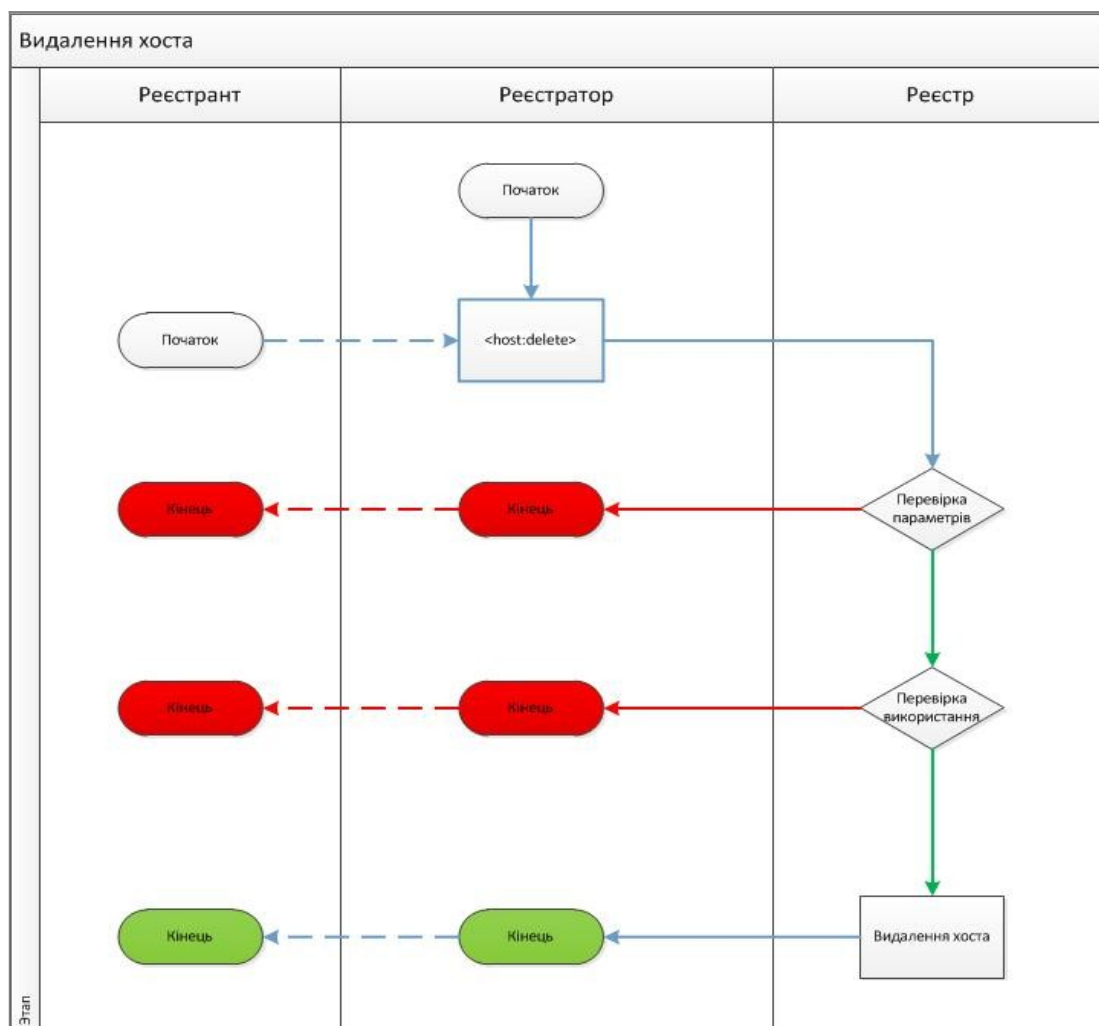 Видалення хоста
Реєстрант
Реєстратор
Реєстр
Початок
Початок
<host:delete>
Кінець
Кінець
Перевірка
параметрів
Кінець
Кінець
Перевірка
використання
Кінець
Кінець
Видалення хоста
Этап